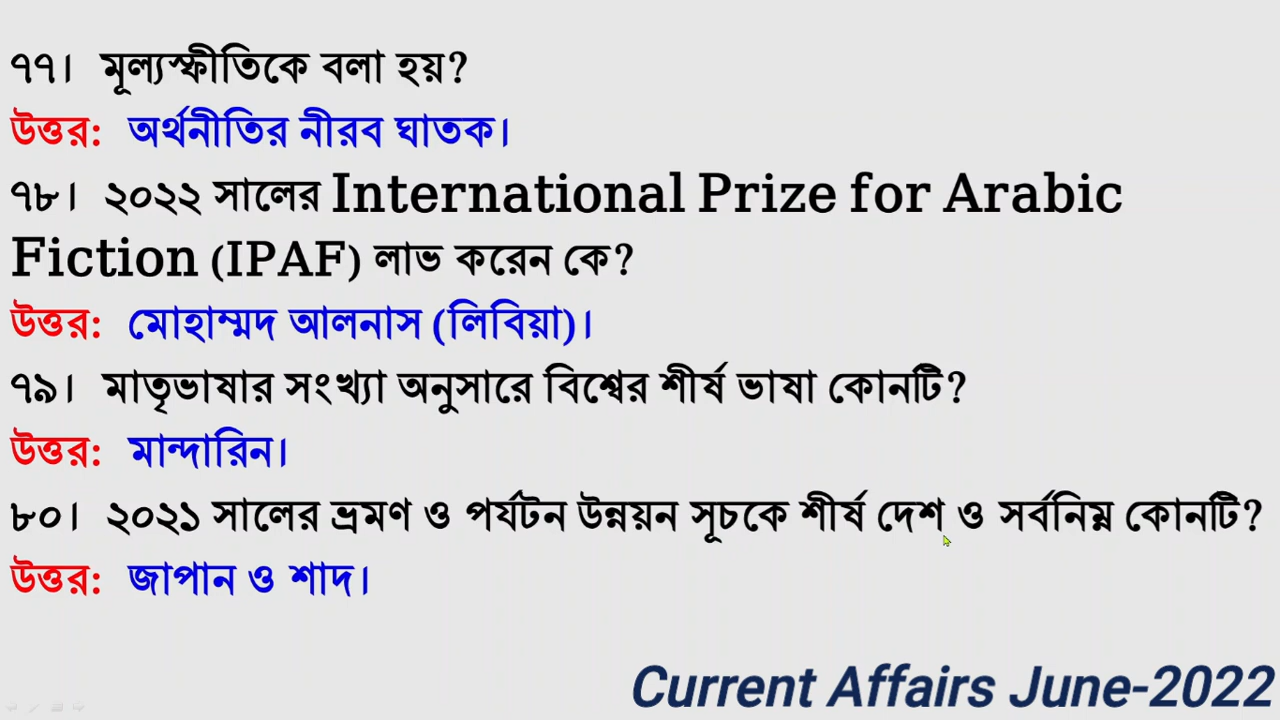 ৭৭। মূল্যস্ফীতিকে বলা হয়?
উত্তর: অর্থনীতির নীরব ঘাতক।
৭৮। ২০২২ সালের International Prize for Arabic
Fiction (IPAF) লাভ করেন কে?
উত্তর: মোহাম্মদ আলনাস (লিবিয়া)।
৭৯। মাতৃভাষার সংখ্যা অনুসারে বিশ্বের শীর্ষ ভাষা কোনটি?
উত্তর: মান্দারিন।
৮০। ২০২১ সালের ভ্রমণ ও পর্যটন উন্নয়ন সূচকে শীর্ষ দেশ ও সর্বনিম্ন কোনটি?
উত্তর: জাপান ও শাদ।
Current Affairs June-2022